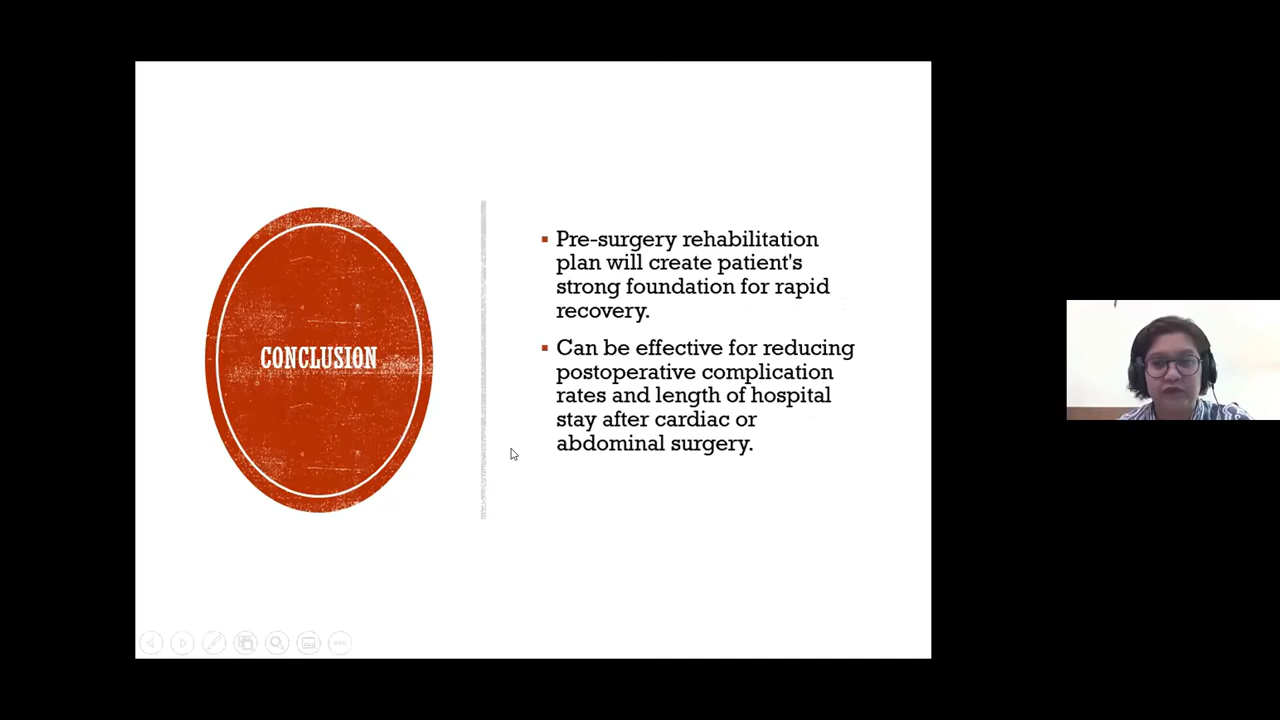 CONCLUSION
▪ Pre-surgery rehabilitation
plan will create patient's
strong foundation for rapid
recovery.
▪ Can be effective for reducing
postoperative complication
rates and length of hospital
stay after cardiac or
abdominal surgery.